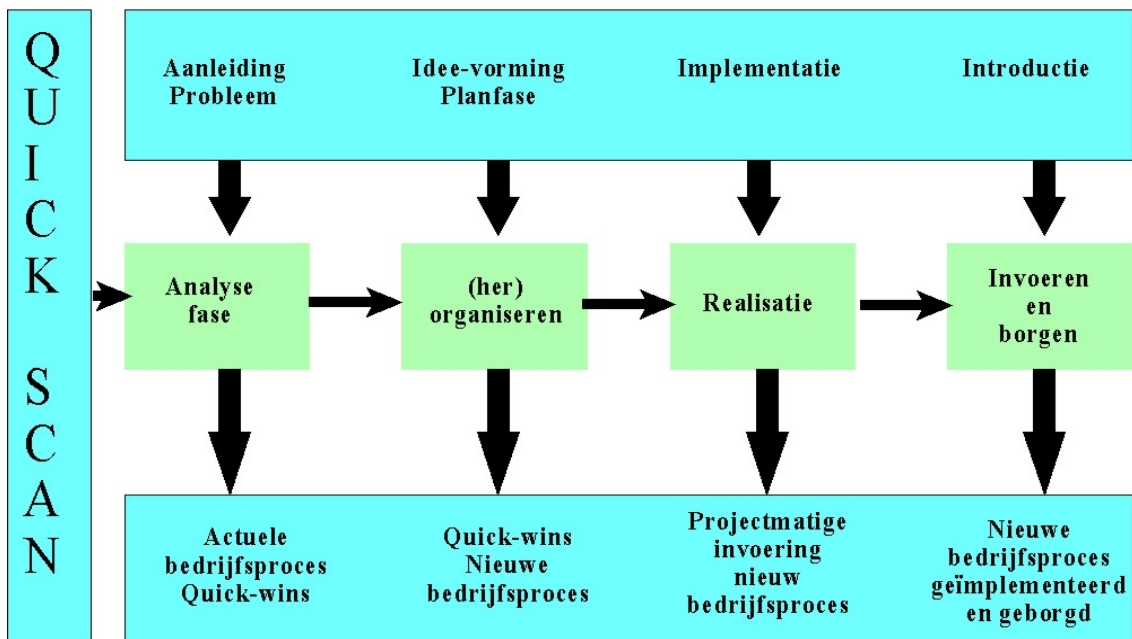 QUICK SCAN
Aanleiding
Probleem
Idee-vorming
Planfase
Implementatie
Introductie
Analyse
fase
(her)
organiseren
Realisatie
Invoeren
en
borgen
Actuele
bedrijfsproces
Quick-wins
Quick-wins
Nieuwe
bedrijfsproces
Projectmatige
invoering
nieuw
bedrijfsproces
Nieuwe
bedrijfsproces
geïmplementeerd
en geborgd